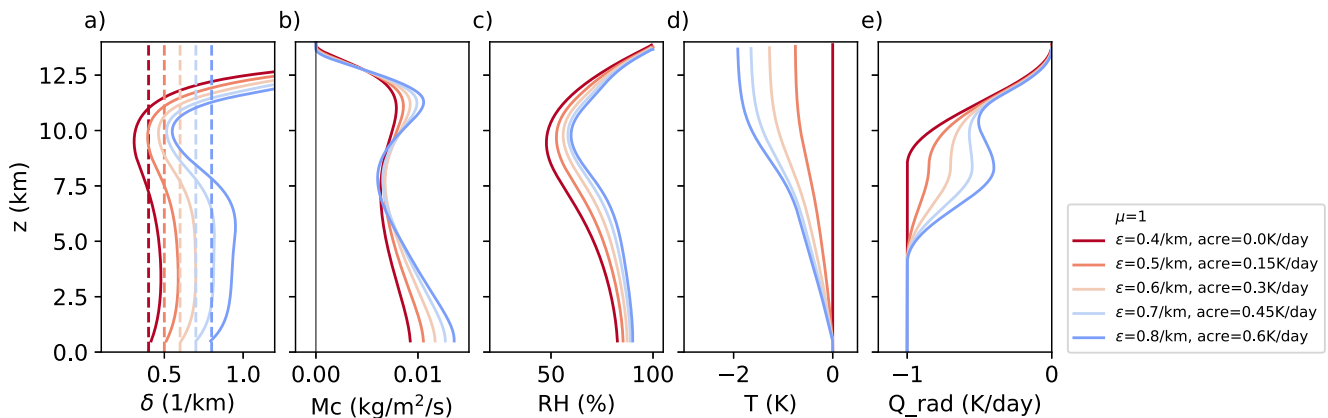 a) b) c) d) e)
12.5
10.0
7.5
5.0
2.5
0.0
z (km)
0.5 1.0
0.00 0.01
50 100
−2 0
−1 0
δ (1/km) Mc (kg/m²/s) RH (%) T (K) Q_rad (K/day)
μ=1
ε=0.4/km, acre=0.0K/day
ε=0.5/km, acre=0.15K/day
ε=0.6/km, acre=0.3K/day
ε=0.7/km, acre=0.45K/day
ε=0.8/km, acre=0.6K/day